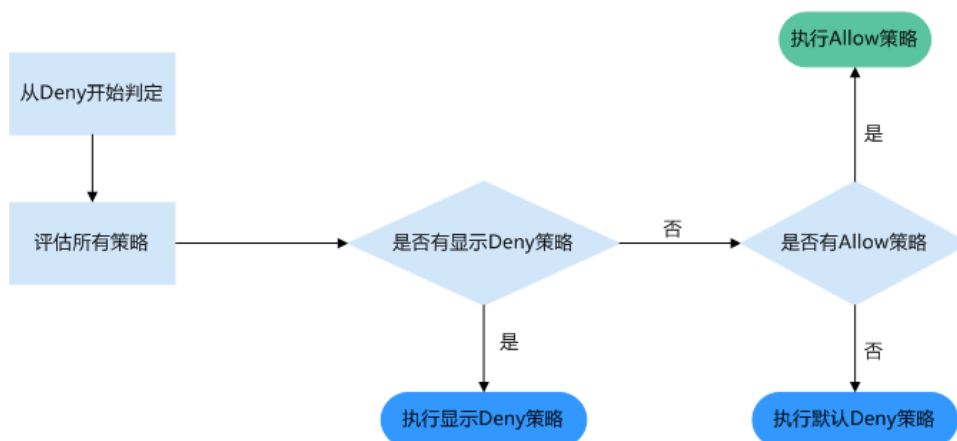 执行Allow策略
从Deny开始判定
是
评估所有策略
是否有显示Deny策略
否
是否有Allow策略
是
否
执行显示Deny策略
执行默认Deny策略